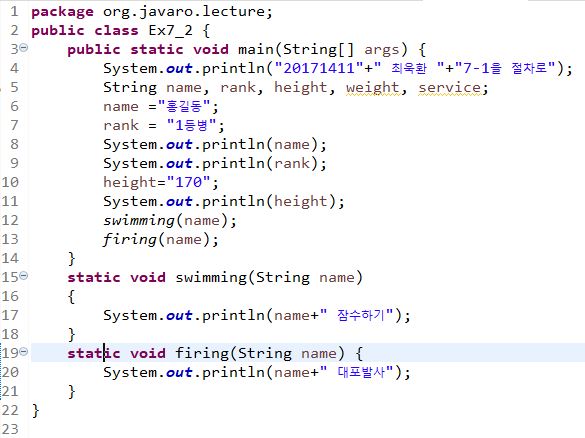 1 package org.javaro.lecture;
2 public class Ex7_2 {
3 public static void main(String[] args) {
4 System.out.println("20171411"+" 최욱환 "+"7-1을 절차로");
5 String name, rank, height, weight, service;
6 name ="홍길동";
7 rank = "1등병";
8 System.out.println(name);
9 System.out.println(rank);
10 height="170";
11 System.out.println(height);
12 swimming(name);
13 firing(name);
14 }
15 static void swimming(String name)
16 {
17 System.out.println(name+" 잠수하기");
18 }
19 static void firing(String name) {
20 System.out.println(name+" 대포발사");
21 }
22 }
23